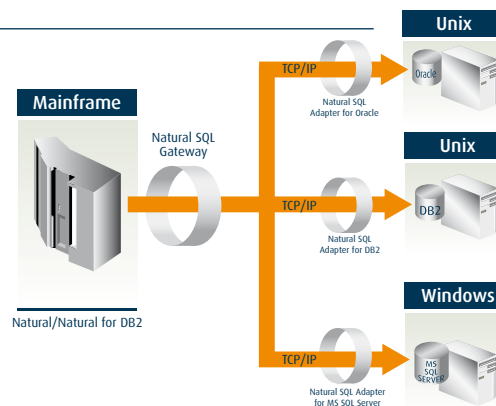 Unix
TCP/IP
Oracle
Natural SQL
Adapter for Oracle
Mainframe
Natural SQL
Gateway
Unix
TCP/IP
DB2
Natural SQL
Adapter for DB2
Natural/Natural for DB2
Windows
TCP/IP
MS
SQL
SERVER
Natural SQL Adapter
for MS SQL Server